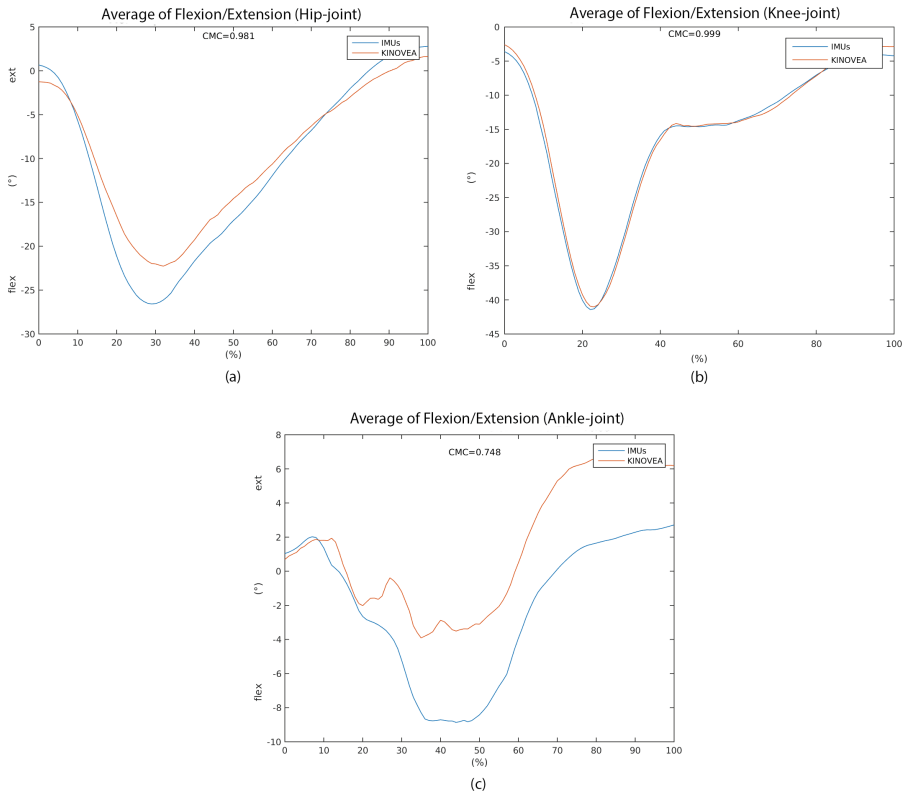 Average of Flexion/Extension (Hip-joint)
CMC=0.981
IMUs
KINOVEA
5
0
-5
-10
-15
-20
-25
-30
ext
(°)
flex
0 10 20 30 40 50 60 70 80 90 100
(%)
(a)
Average of Flexion/Extension (Knee-joint)
CMC=0.999
IMUs
KINOVEA
0
-5
-10
-15
-20
-25
-30
-35
-40
-45
ext
(°)
flex
0 20 40 60 80 100
(%)
(b)
Average of Flexion/Extension (Ankle-joint)
CMC=0.748
IMUs
KINOVEA
8
6
4
2
0
-2
-4
-6
-8
-10
ext
(°)
flex
0 10 20 30 40 50 60 70 80 90 100
(%)
(c)